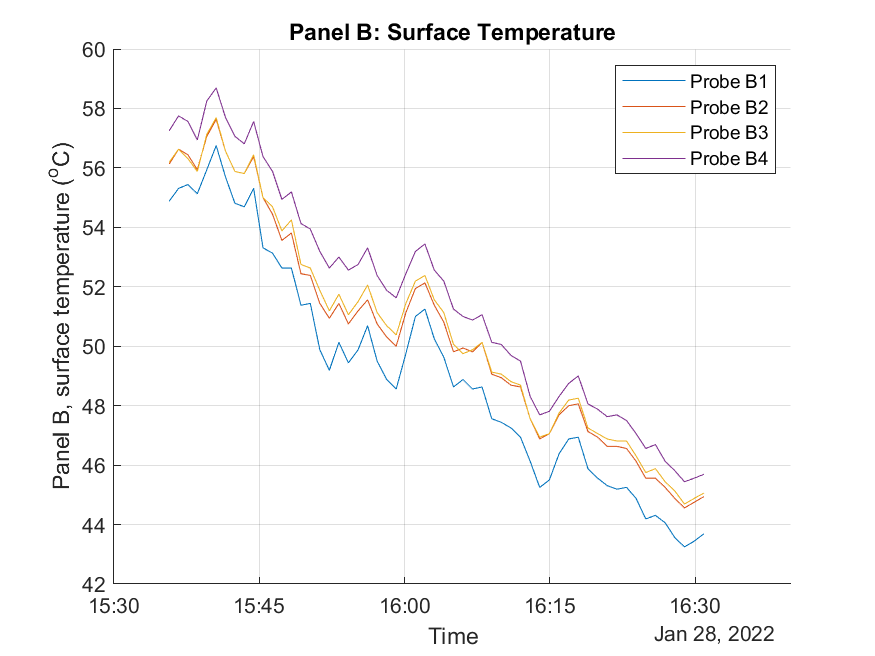 Panel B: Surface Temperature
Panel B, surface temperature (°C)
60
58
56
54
52
50
48
46
44
42
Probe B1
Probe B2
Probe B3
Probe B4
15:30
15:45
16:00
16:15
16:30
Time
Jan 28, 2022